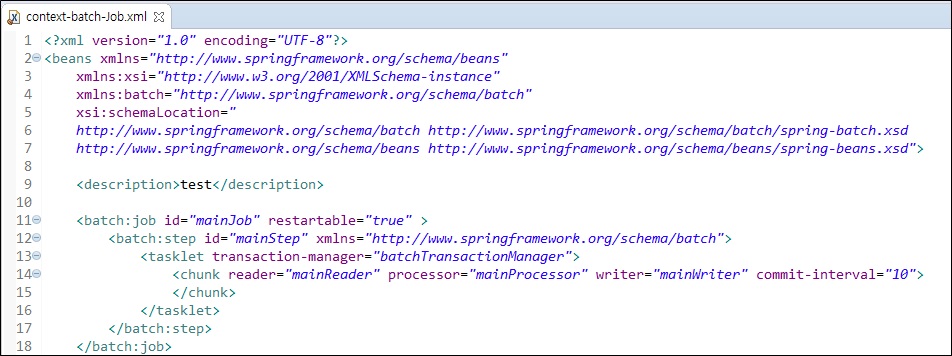 context-batch-Job.xml
1 <?xml version="1.0" encoding="UTF-8"?>
2 <beans xmlns="http://www.springframework.org/schema/beans"
3 xmlns:xsi="http://www.w3.org/2001/XMLSchema-instance"
4 xmlns:batch="http://www.springframework.org/schema/batch"
5 xsi:schemaLocation="
6 http://www.springframework.org/schema/batch http://www.springframework.org/schema/batch/spring-batch.xsd
7 http://www.springframework.org/schema/beans http://www.springframework.org/schema/beans/spring-beans.xsd">
8
9 <description>test</description>
10
11 <batch:job id="mainJob" restartable="true" >
12 <batch:step id="mainStep" xmlns="http://www.springframework.org/schema/batch">
13 <tasklet transaction-manager="batchTransactionManager">
14 <chunk reader="mainReader" processor="mainProcessor" writer="mainWriter" commit-interval="10">
15 </chunk>
16 </tasklet>
17 </batch:step>
18 </batch:job>